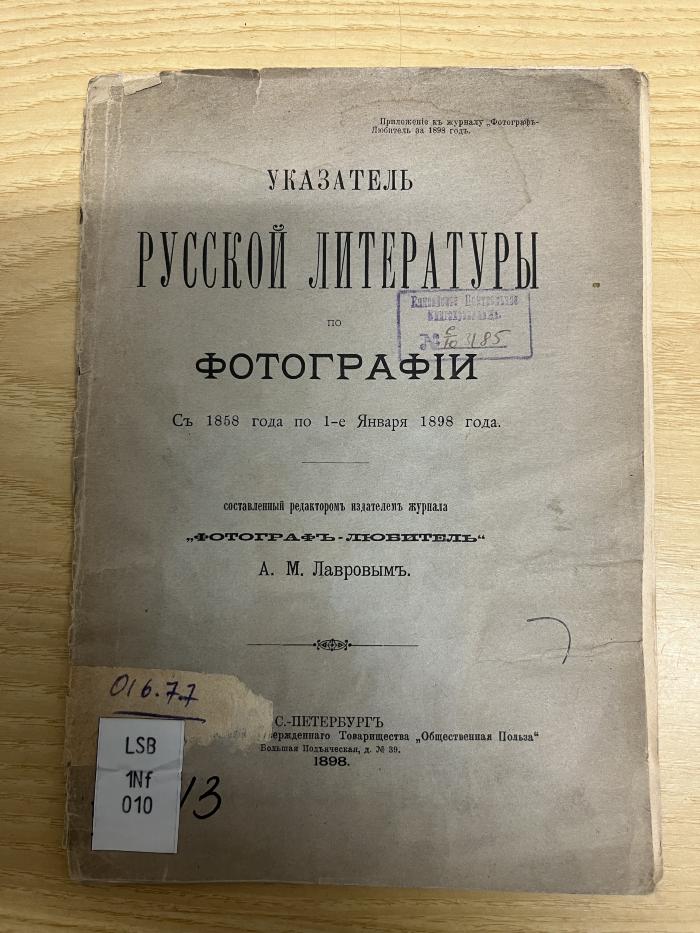 Приложеніе къ журналу „Фотографъ-
Любитель за 1898 годъ.
УКАЗАТЕЛЬ
РУССКОЙ ЛИТЕРАТУРЫ
ПО
ФОТОГРАФІИ
Съ 1858 года по 1-е Января 1898 года.
составленный редакторомъ издателемъ журнала
„ФОТОГРАФЪ-ЛЮБИТЕЛЬ“
А. М. Лавровымъ.
016.77
С.-ПЕТЕРБУРГЪ
Товарищества „Общественная Польза“
Большая Подъяческая, д. № 39.
1898.
LSB
1Nf
010